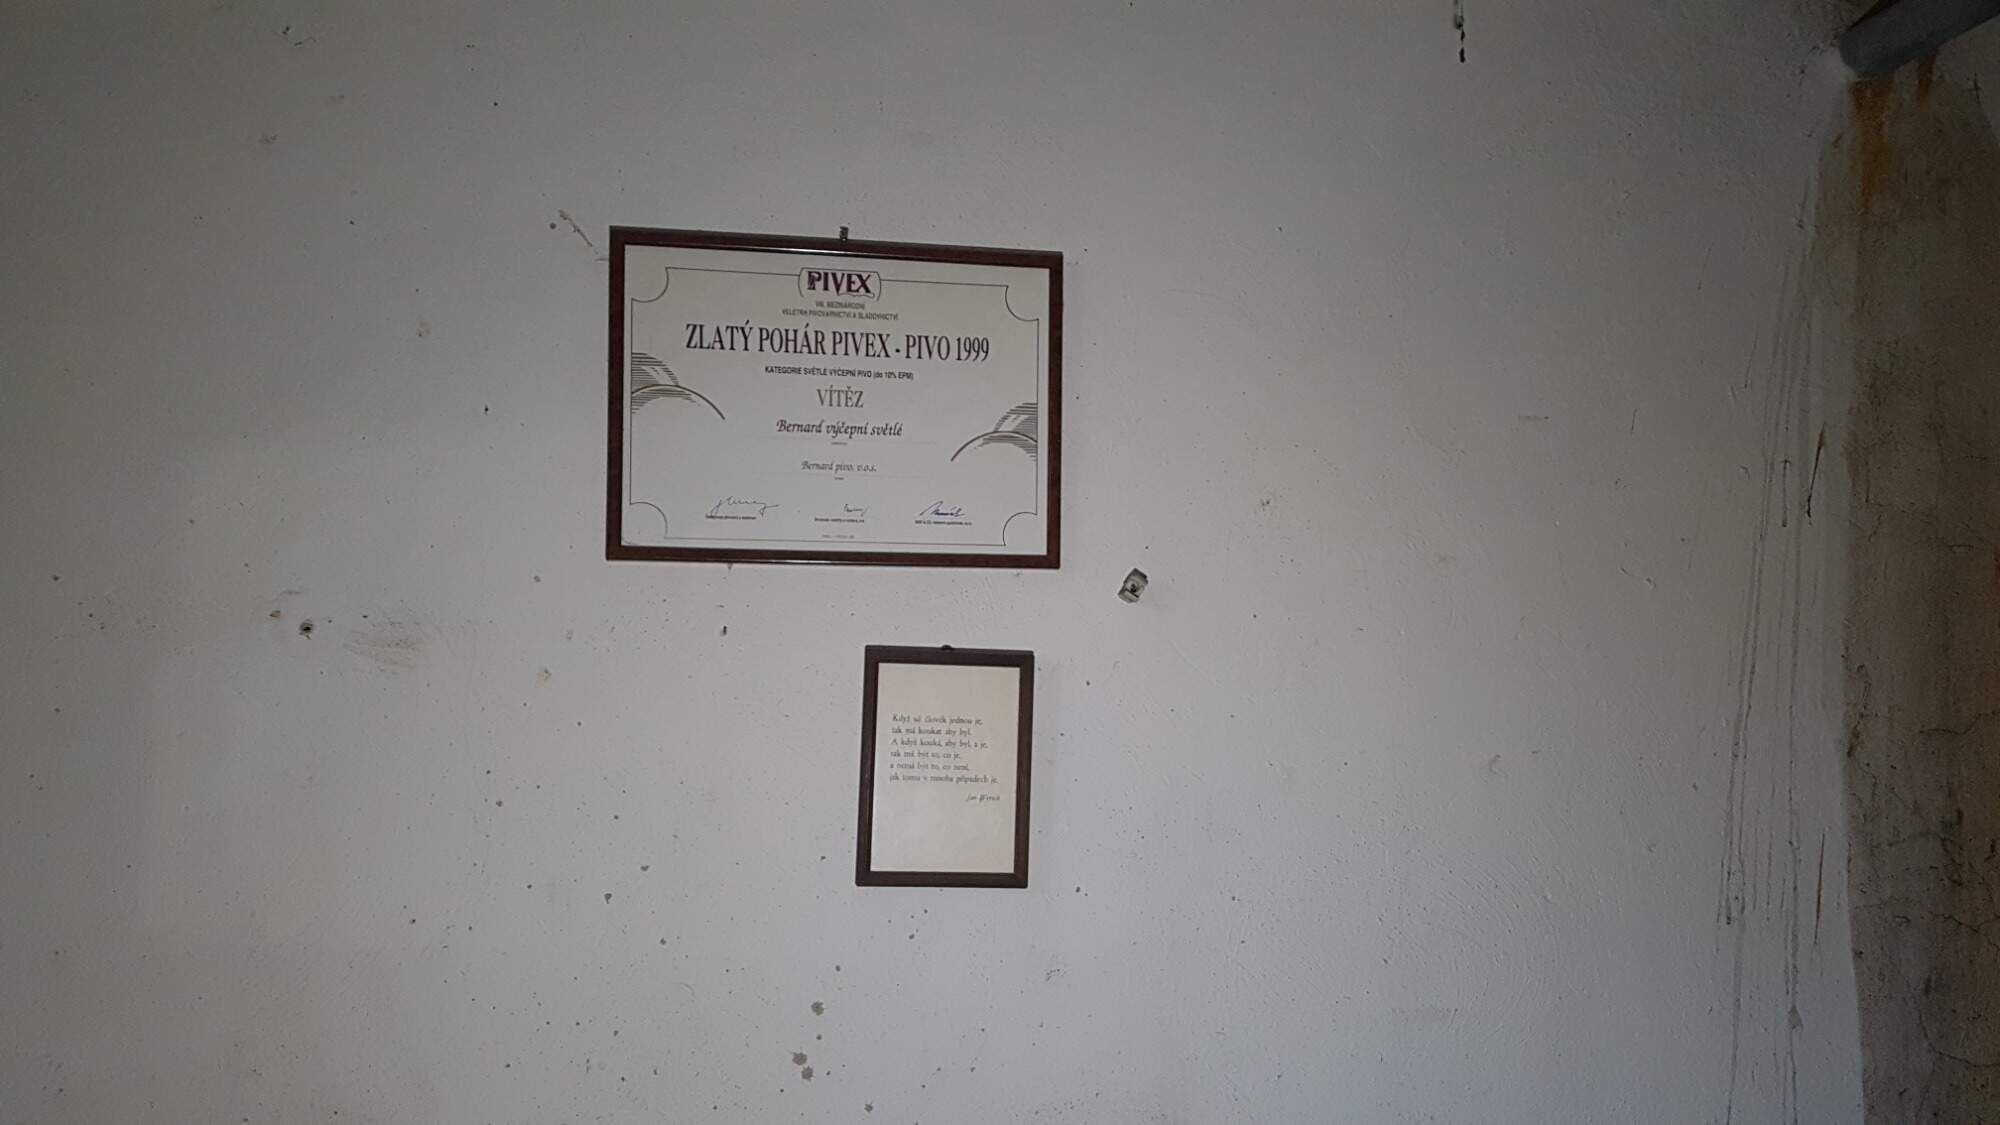 PIVEX
VIII. MEZINÁRODNÍ
VELETRH PIVOVARNICTVÍ A SLADOVNICTVÍ
ZLATÝ POHÁR PIVEX - PIVO 1999
KATEGORIE SVĚTLÉ VÝČEPNÍ PIVO (do 10% EPM)
VÍTĚZ
Bernard výčepní světlé
Bernard pivo, v.o.s.
Když už člověk jednou je,
tak má koukat aby byl.
A když kouká, aby byl, a je,
tak má být to, co je,
a nemá být to, co není,
jak tomu v mnoha případech je.
Jan Werich